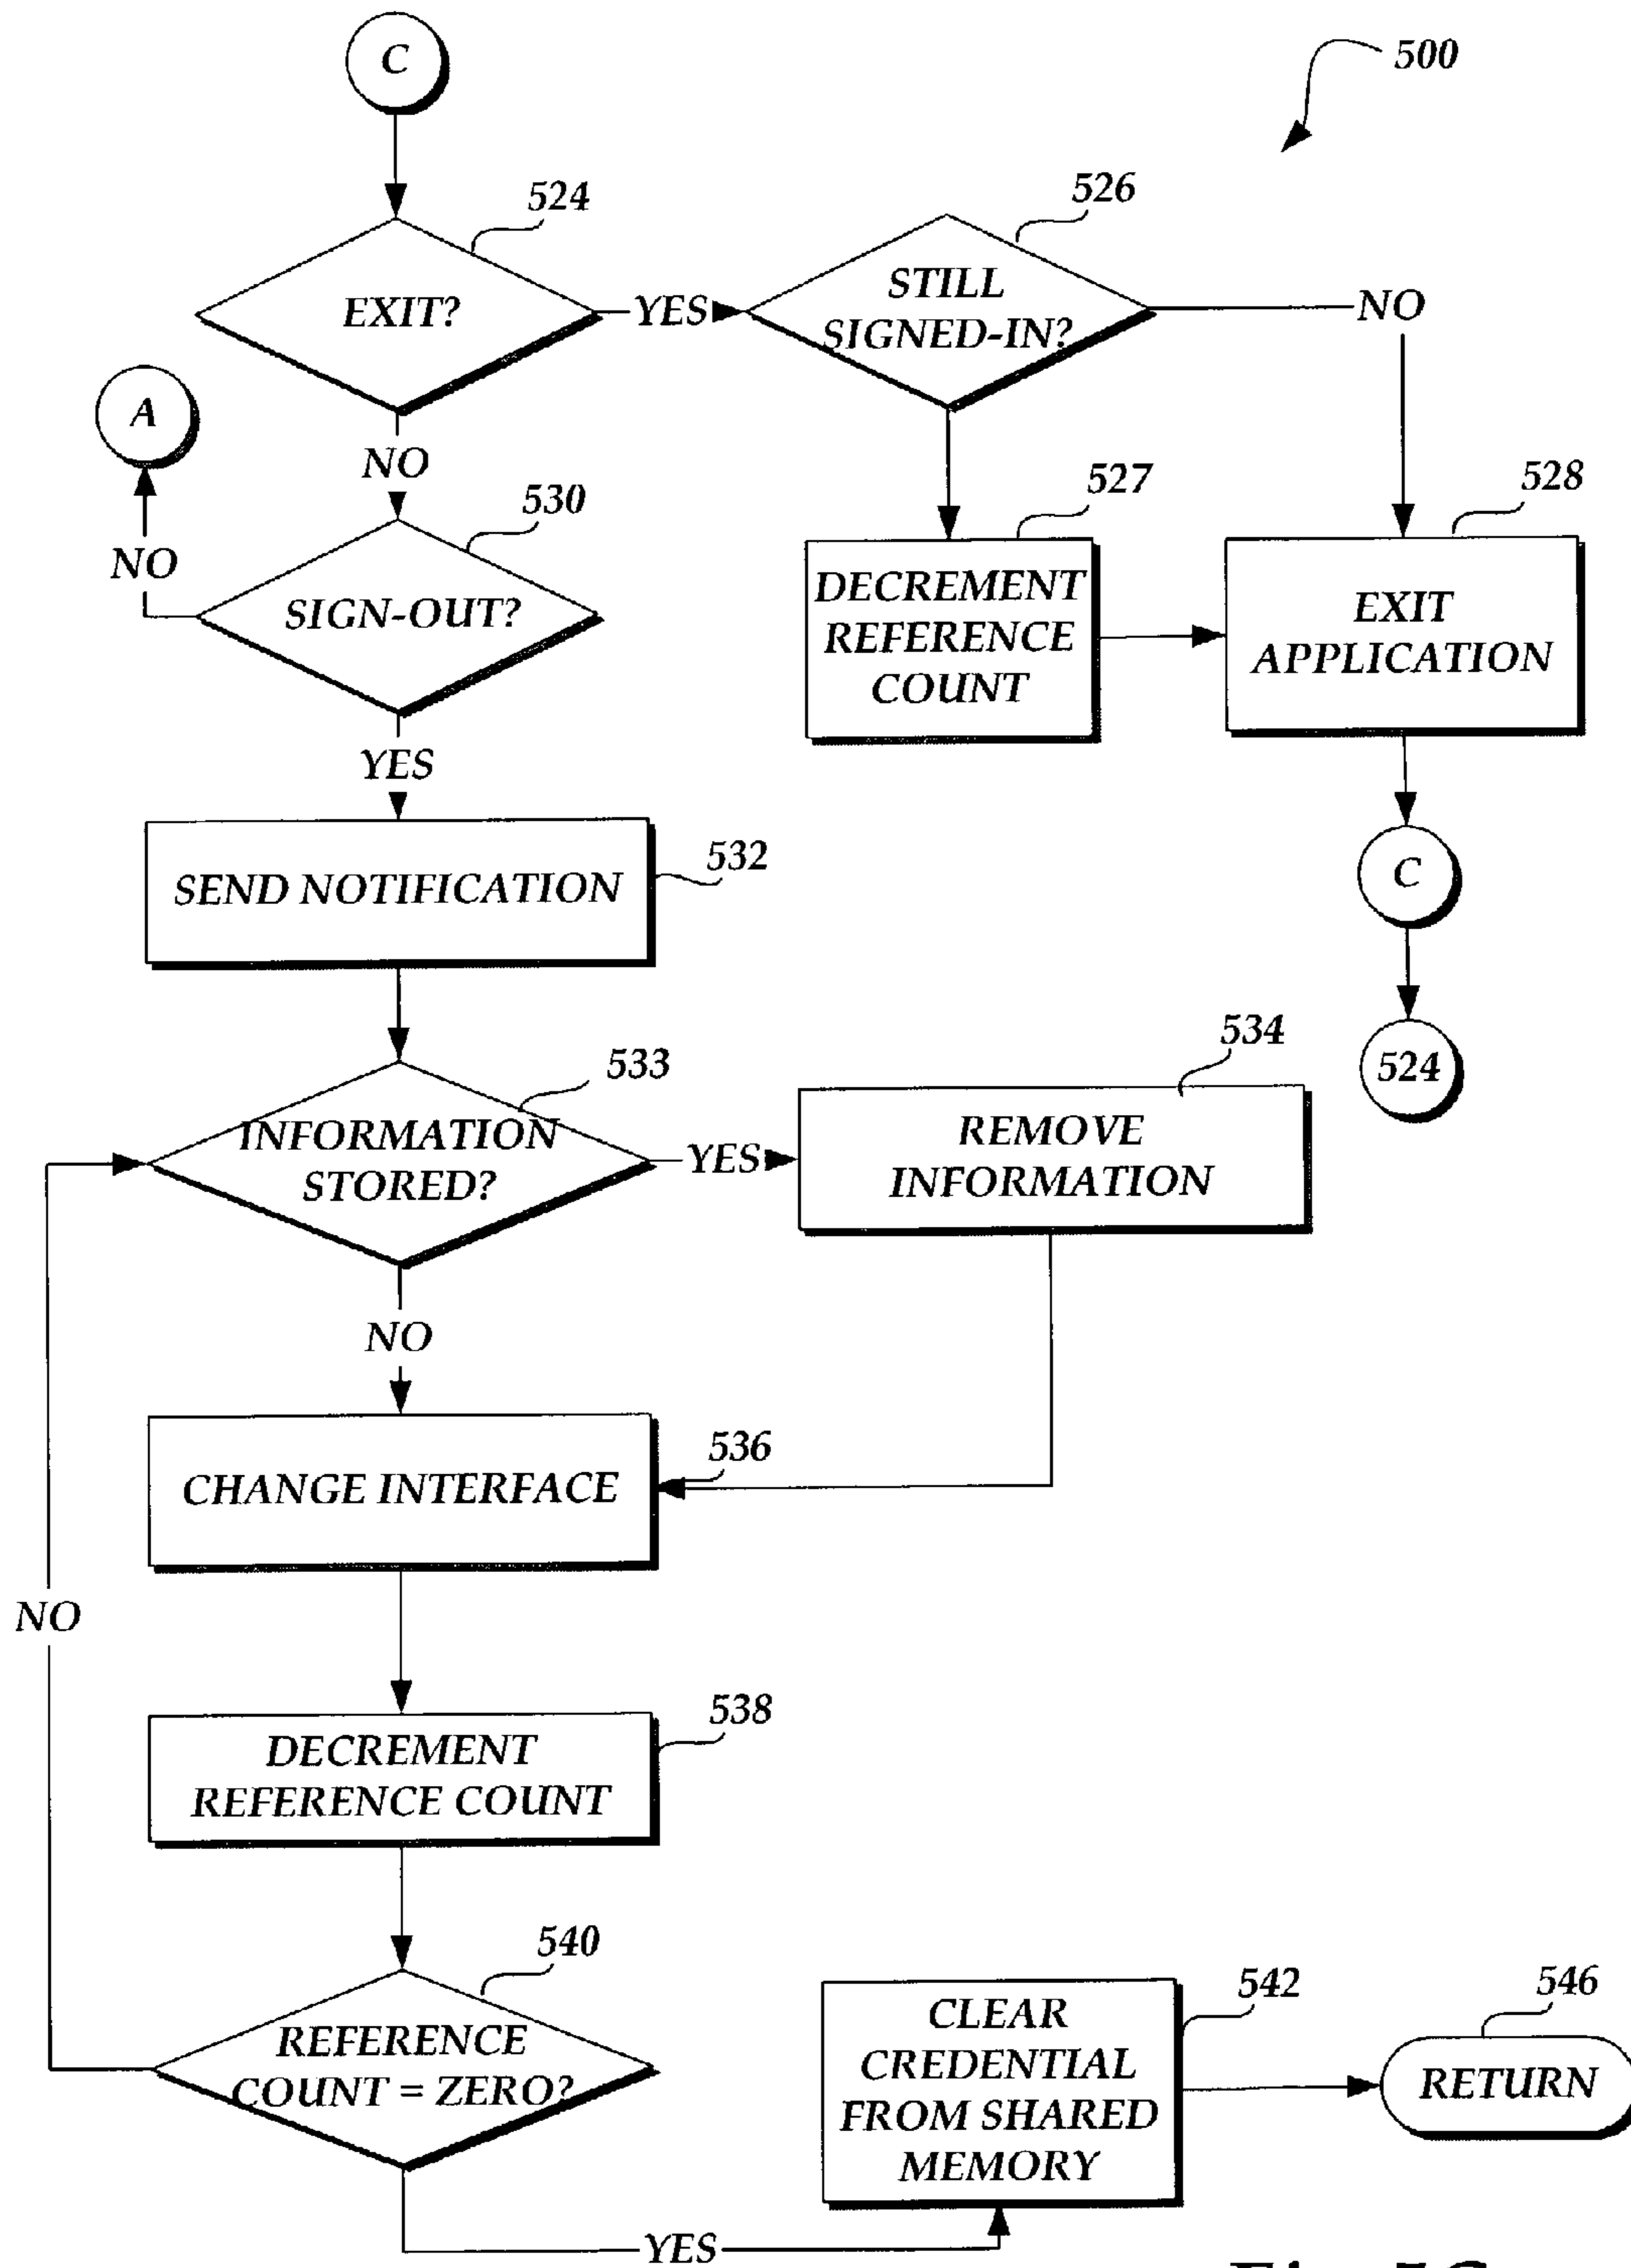 C
500
524
526
EXIT?
YES
STILL
SIGNED-IN?
NO
A
NO
NO
530
527
528
SIGN-OUT?
DECREMENT
REFERENCE
COUNT
EXIT
APPLICATION
YES
SEND NOTIFICATION
532
C
524
533
534
INFORMATION
STORED?
YES
REMOVE
INFORMATION
NO
CHANGE INTERFACE
536
NO
DECREMENT
REFERENCE COUNT
538
540
REFERENCE
COUNT = ZERO?
CLEAR
CREDENTIAL
FROM SHARED
MEMORY
542
546
RETURN
YES